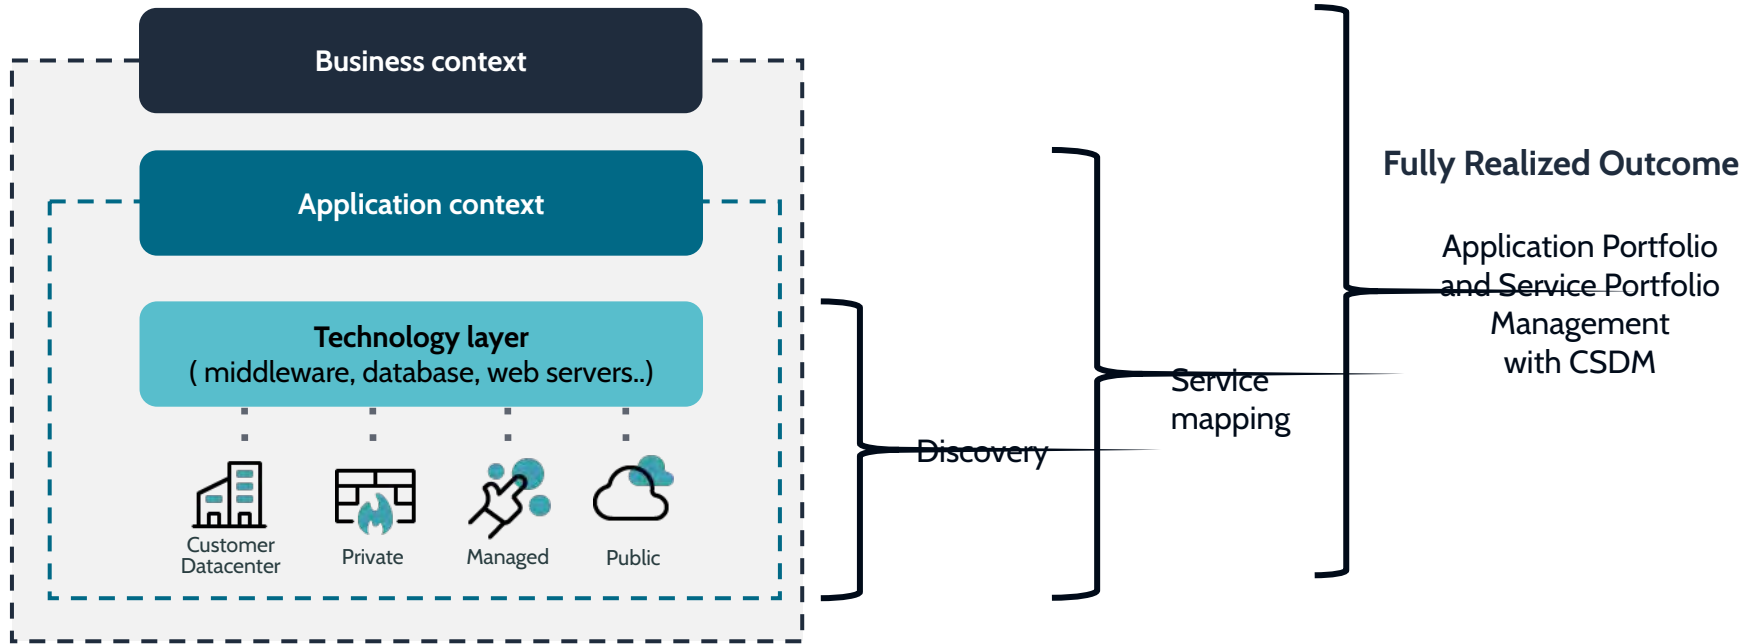 Business context
Application context
Technology layer
( middleware, database, web servers..)
Customer
Datacenter
Private
Managed
Public
Discovery
Service
mapping
Fully Realized Outcome
Application Portfolio
and Service Portfolio
Management
with CSDM